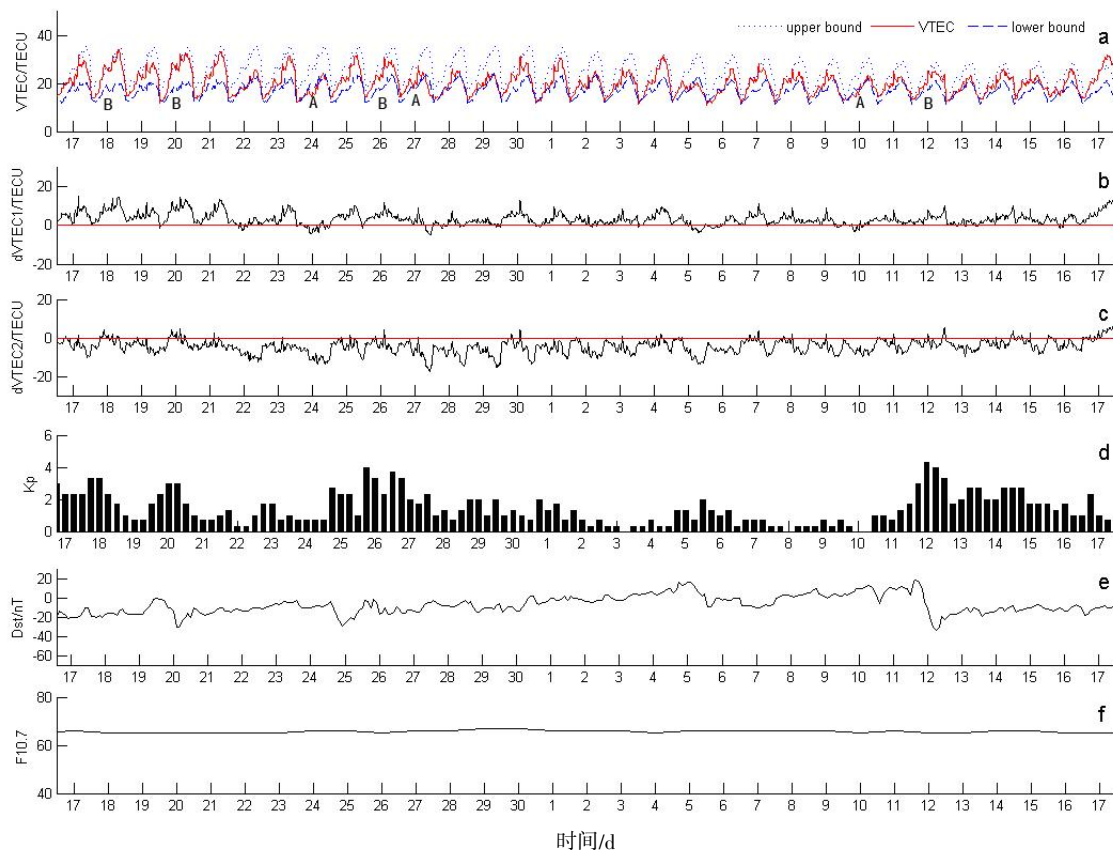 upper bound VTEC lower bound a
VTEC/TECU
40
20
0
B B A B A A B
17 18 19 20 21 22 23 24 25 26 27 28 29 30 1 2 3 4 5 6 7 8 9 10 11 12 13 14 15 16 17
b
dVTEC1/TECU
20
0
-20
17 18 19 20 21 22 23 24 25 26 27 28 29 30 1 2 3 4 5 6 7 8 9 10 11 12 13 14 15 16 17
c
dVTEC2/TECU
20
0
-20
17 18 19 20 21 22 23 24 25 26 27 28 29 30 1 2 3 4 5 6 7 8 9 10 11 12 13 14 15 16 17
d
Kp
6
4
2
0
17 18 19 20 21 22 23 24 25 26 27 28 29 30 1 2 3 4 5 6 7 8 9 10 11 12 13 14 15 16 17
e
Dst/nT
20
0
-20
-40
-60
17 18 19 20 21 22 23 24 25 26 27 28 29 30 1 2 3 4 5 6 7 8 9 10 11 12 13 14 15 16 17
f
F10.7
80
60
40
17 18 19 20 21 22 23 24 25 26 27 28 29 30 1 2 3 4 5 6 7 8 9 10 11 12 13 14 15 16 17
时间/d